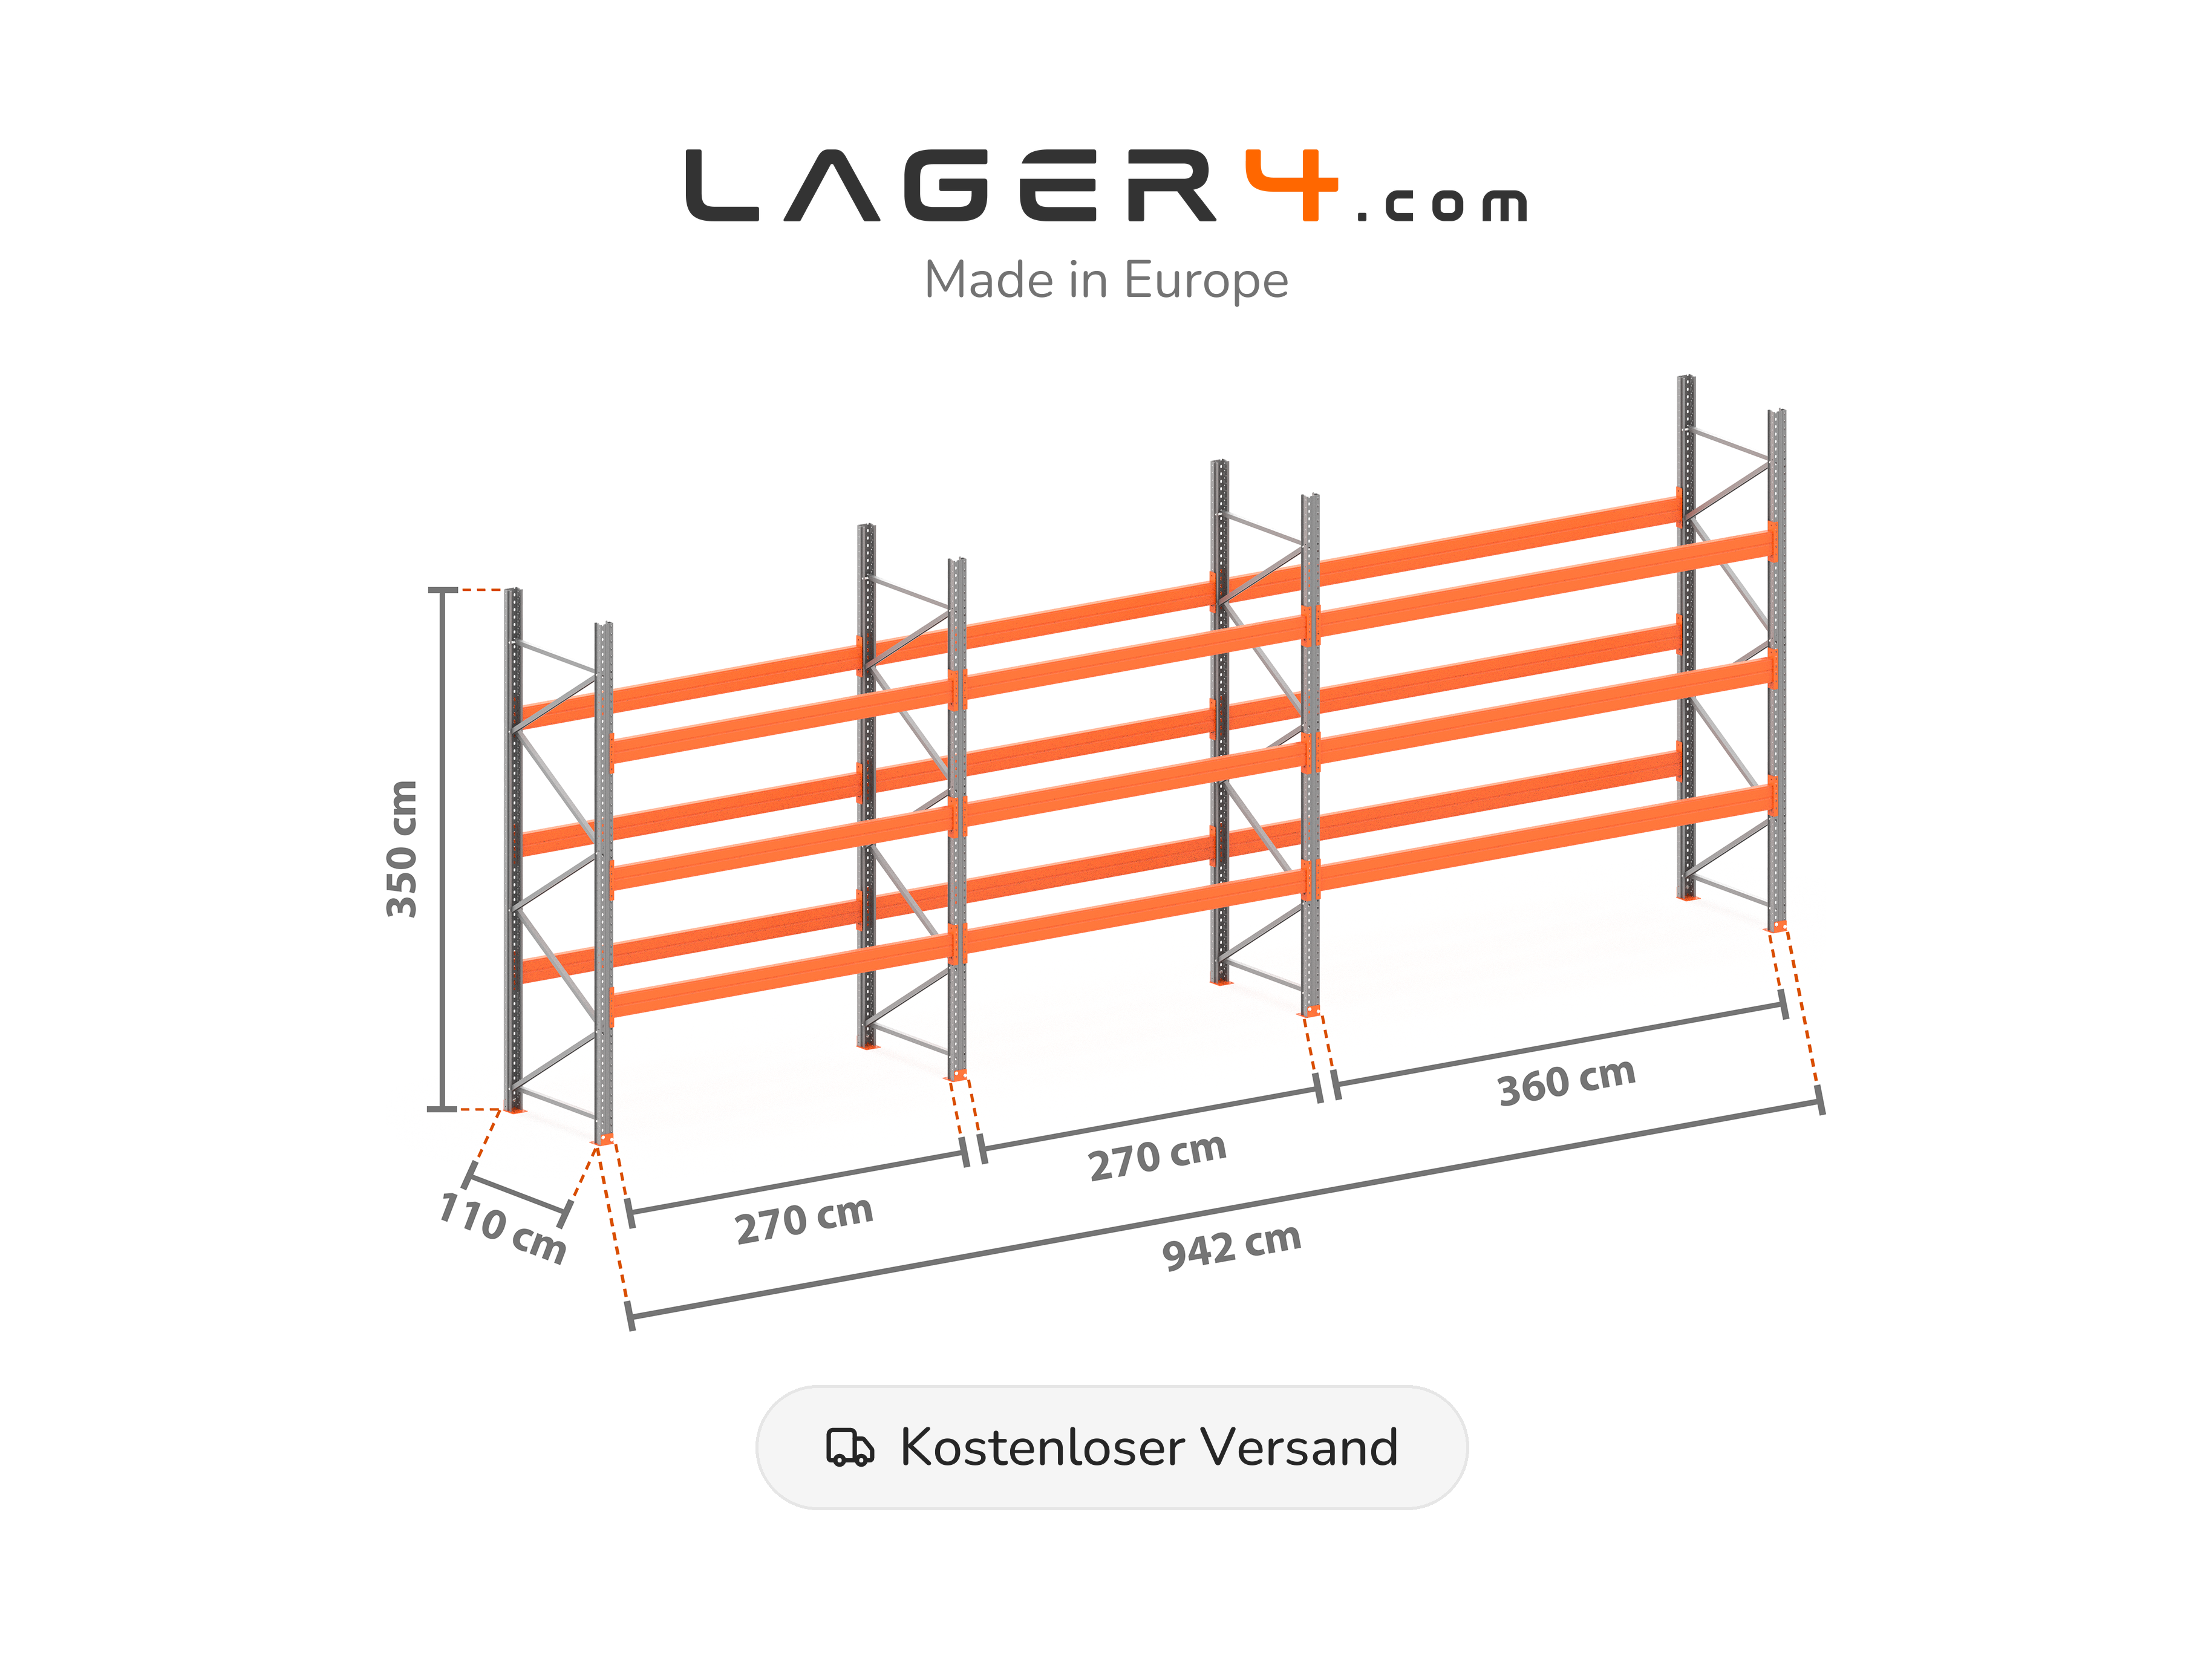 LAGER4.com
Made in Europe
350 cm
110 cm
270 cm
270 cm
360 cm
942 cm
Kostenloser Versand